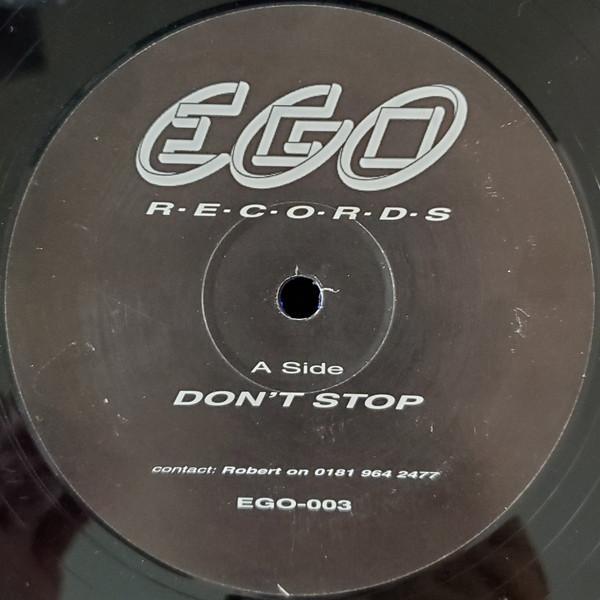 EGO
R·E·C·O·R·D·S
A Side
DON'T STOP
contact: Robert on 0181 964 2477
EGO-003